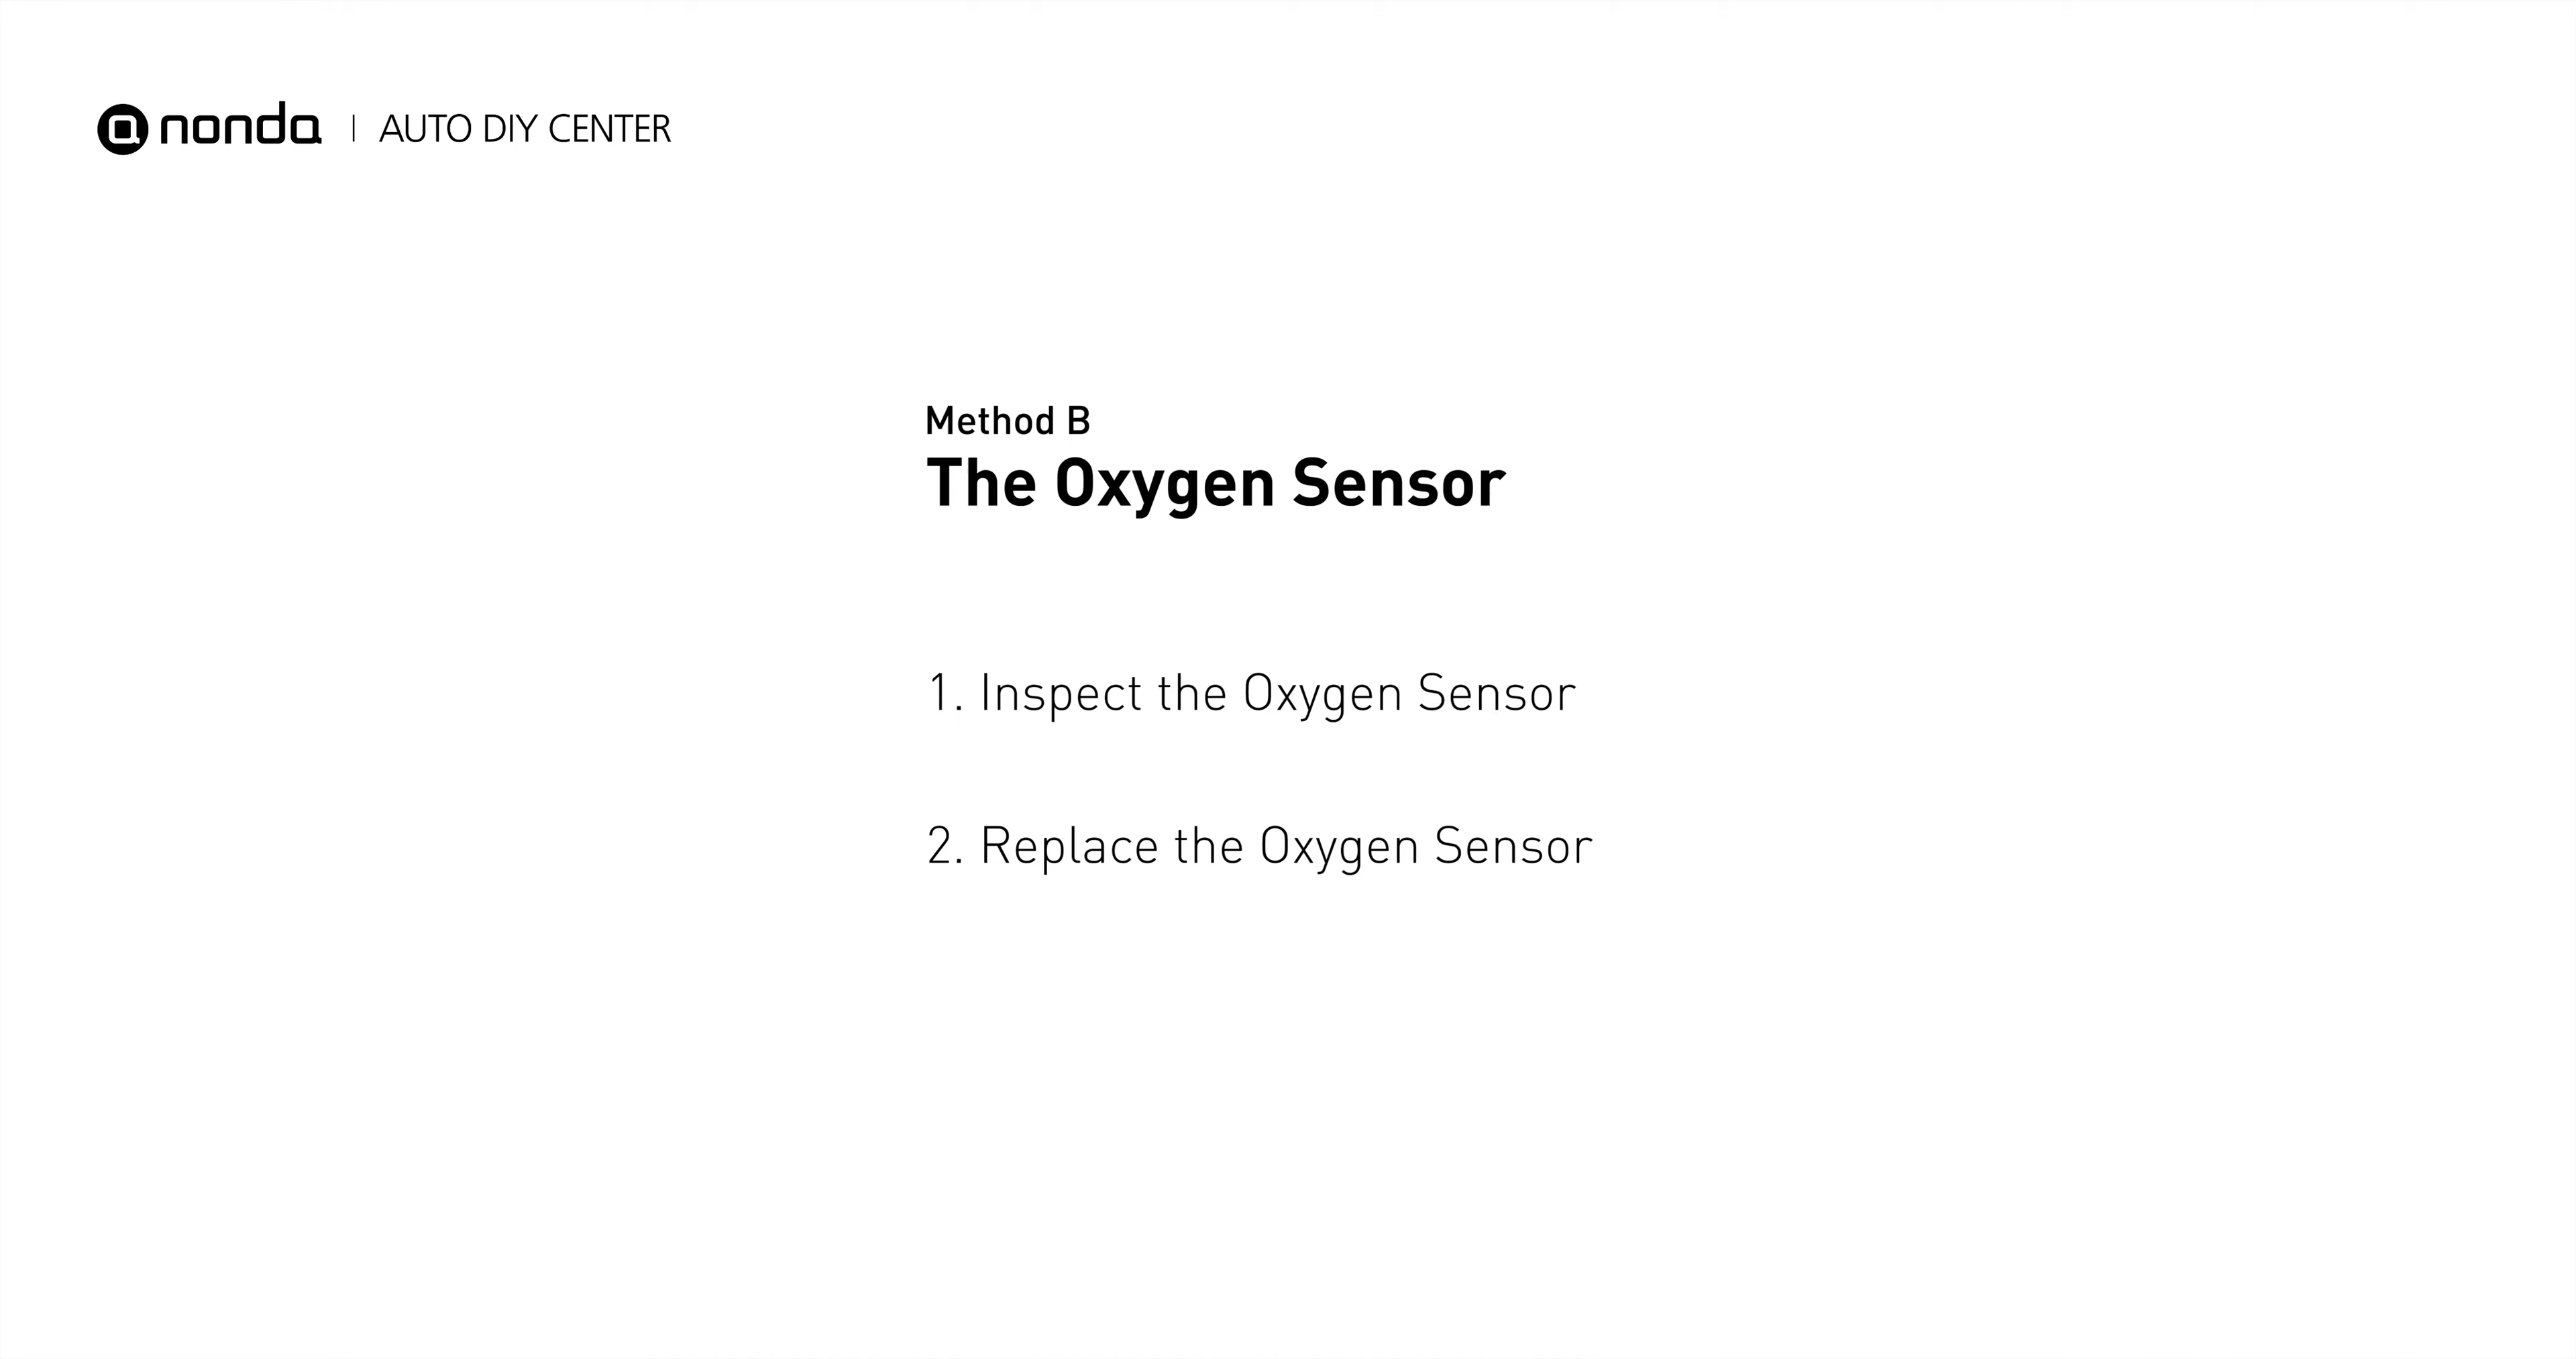 nonda | AUTO DIY CENTER
Method B
The Oxygen Sensor
1. Inspect the Oxygen Sensor
2. Replace the Oxygen Sensor